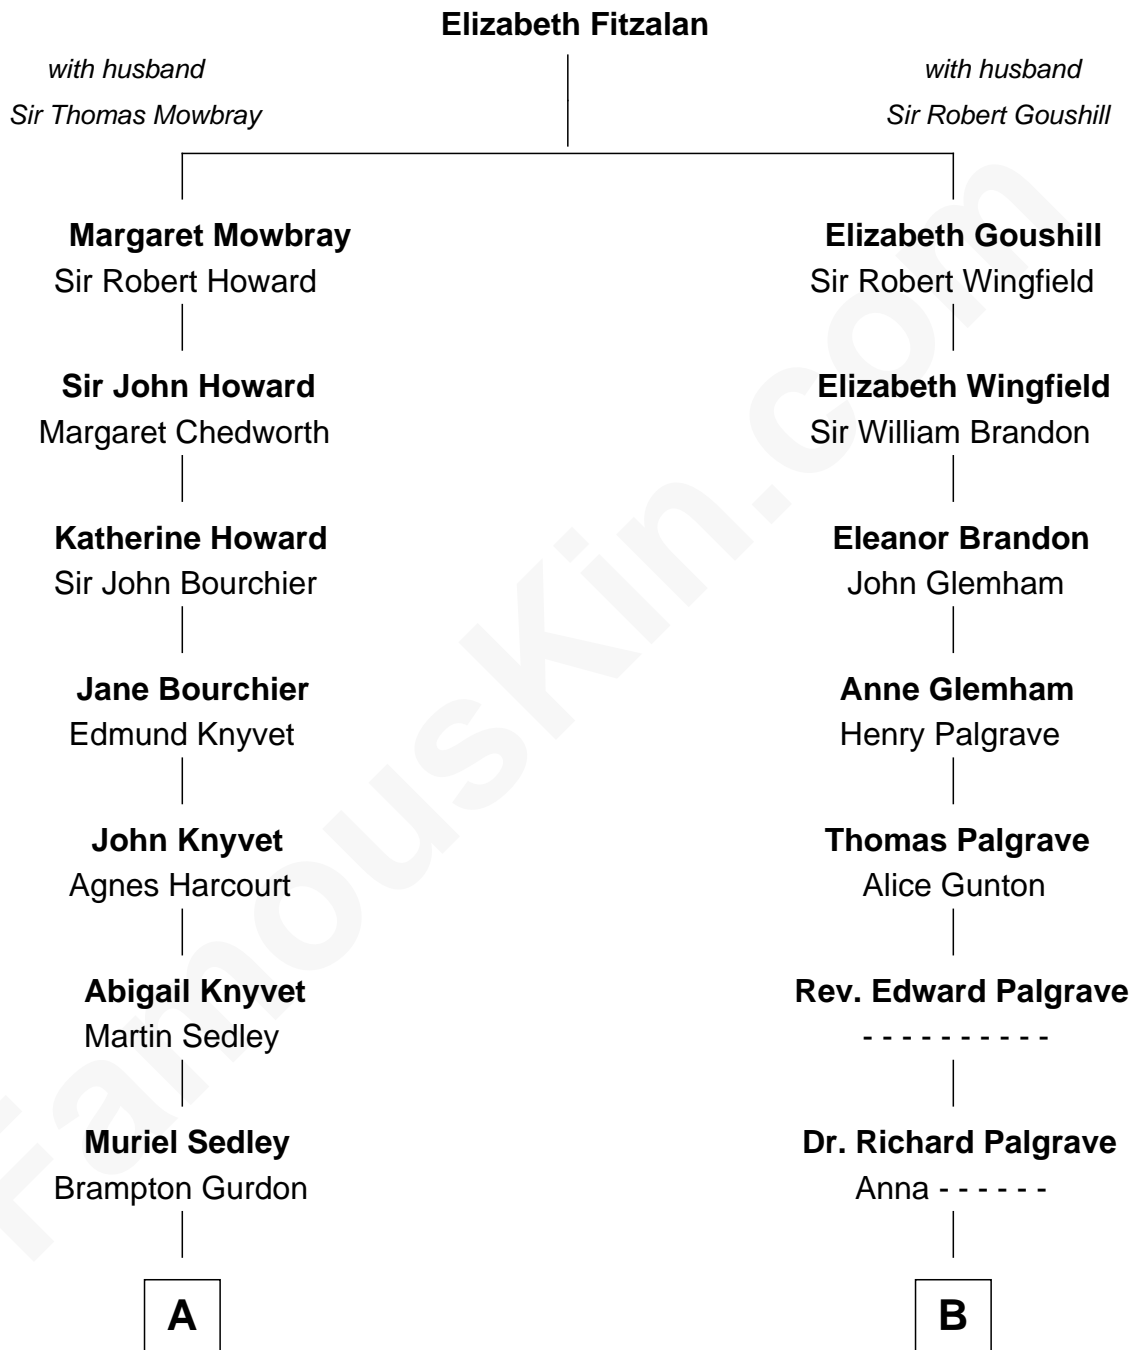 Elizabeth Fitzalan
with husband
Sir Thomas Mowbray
with husband
Sir Robert Goushill
Margaret Mowbray
Sir Robert Howard
Elizabeth Goushill
Sir Robert Wingfield
Sir John Howard
Margaret Chedworth
Elizabeth Wingfield
Sir William Brandon
Katherine Howard
Sir John Bourchier
Eleanor Brandon
John Glemham
Jane Bourchier
Edmund Knyvet
Anne Glemham
Henry Palgrave
John Knyvet
Agnes Harcourt
Thomas Palgrave
Alice Gunton
Abigail Knyvet
Martin Sedley
Rev. Edward Palgrave
- - - - - - - - - -
Muriel Sedley
Brampton Gurdon
Dr. Richard Palgrave
Anna - - - - - -
A
B
FamousKin.com